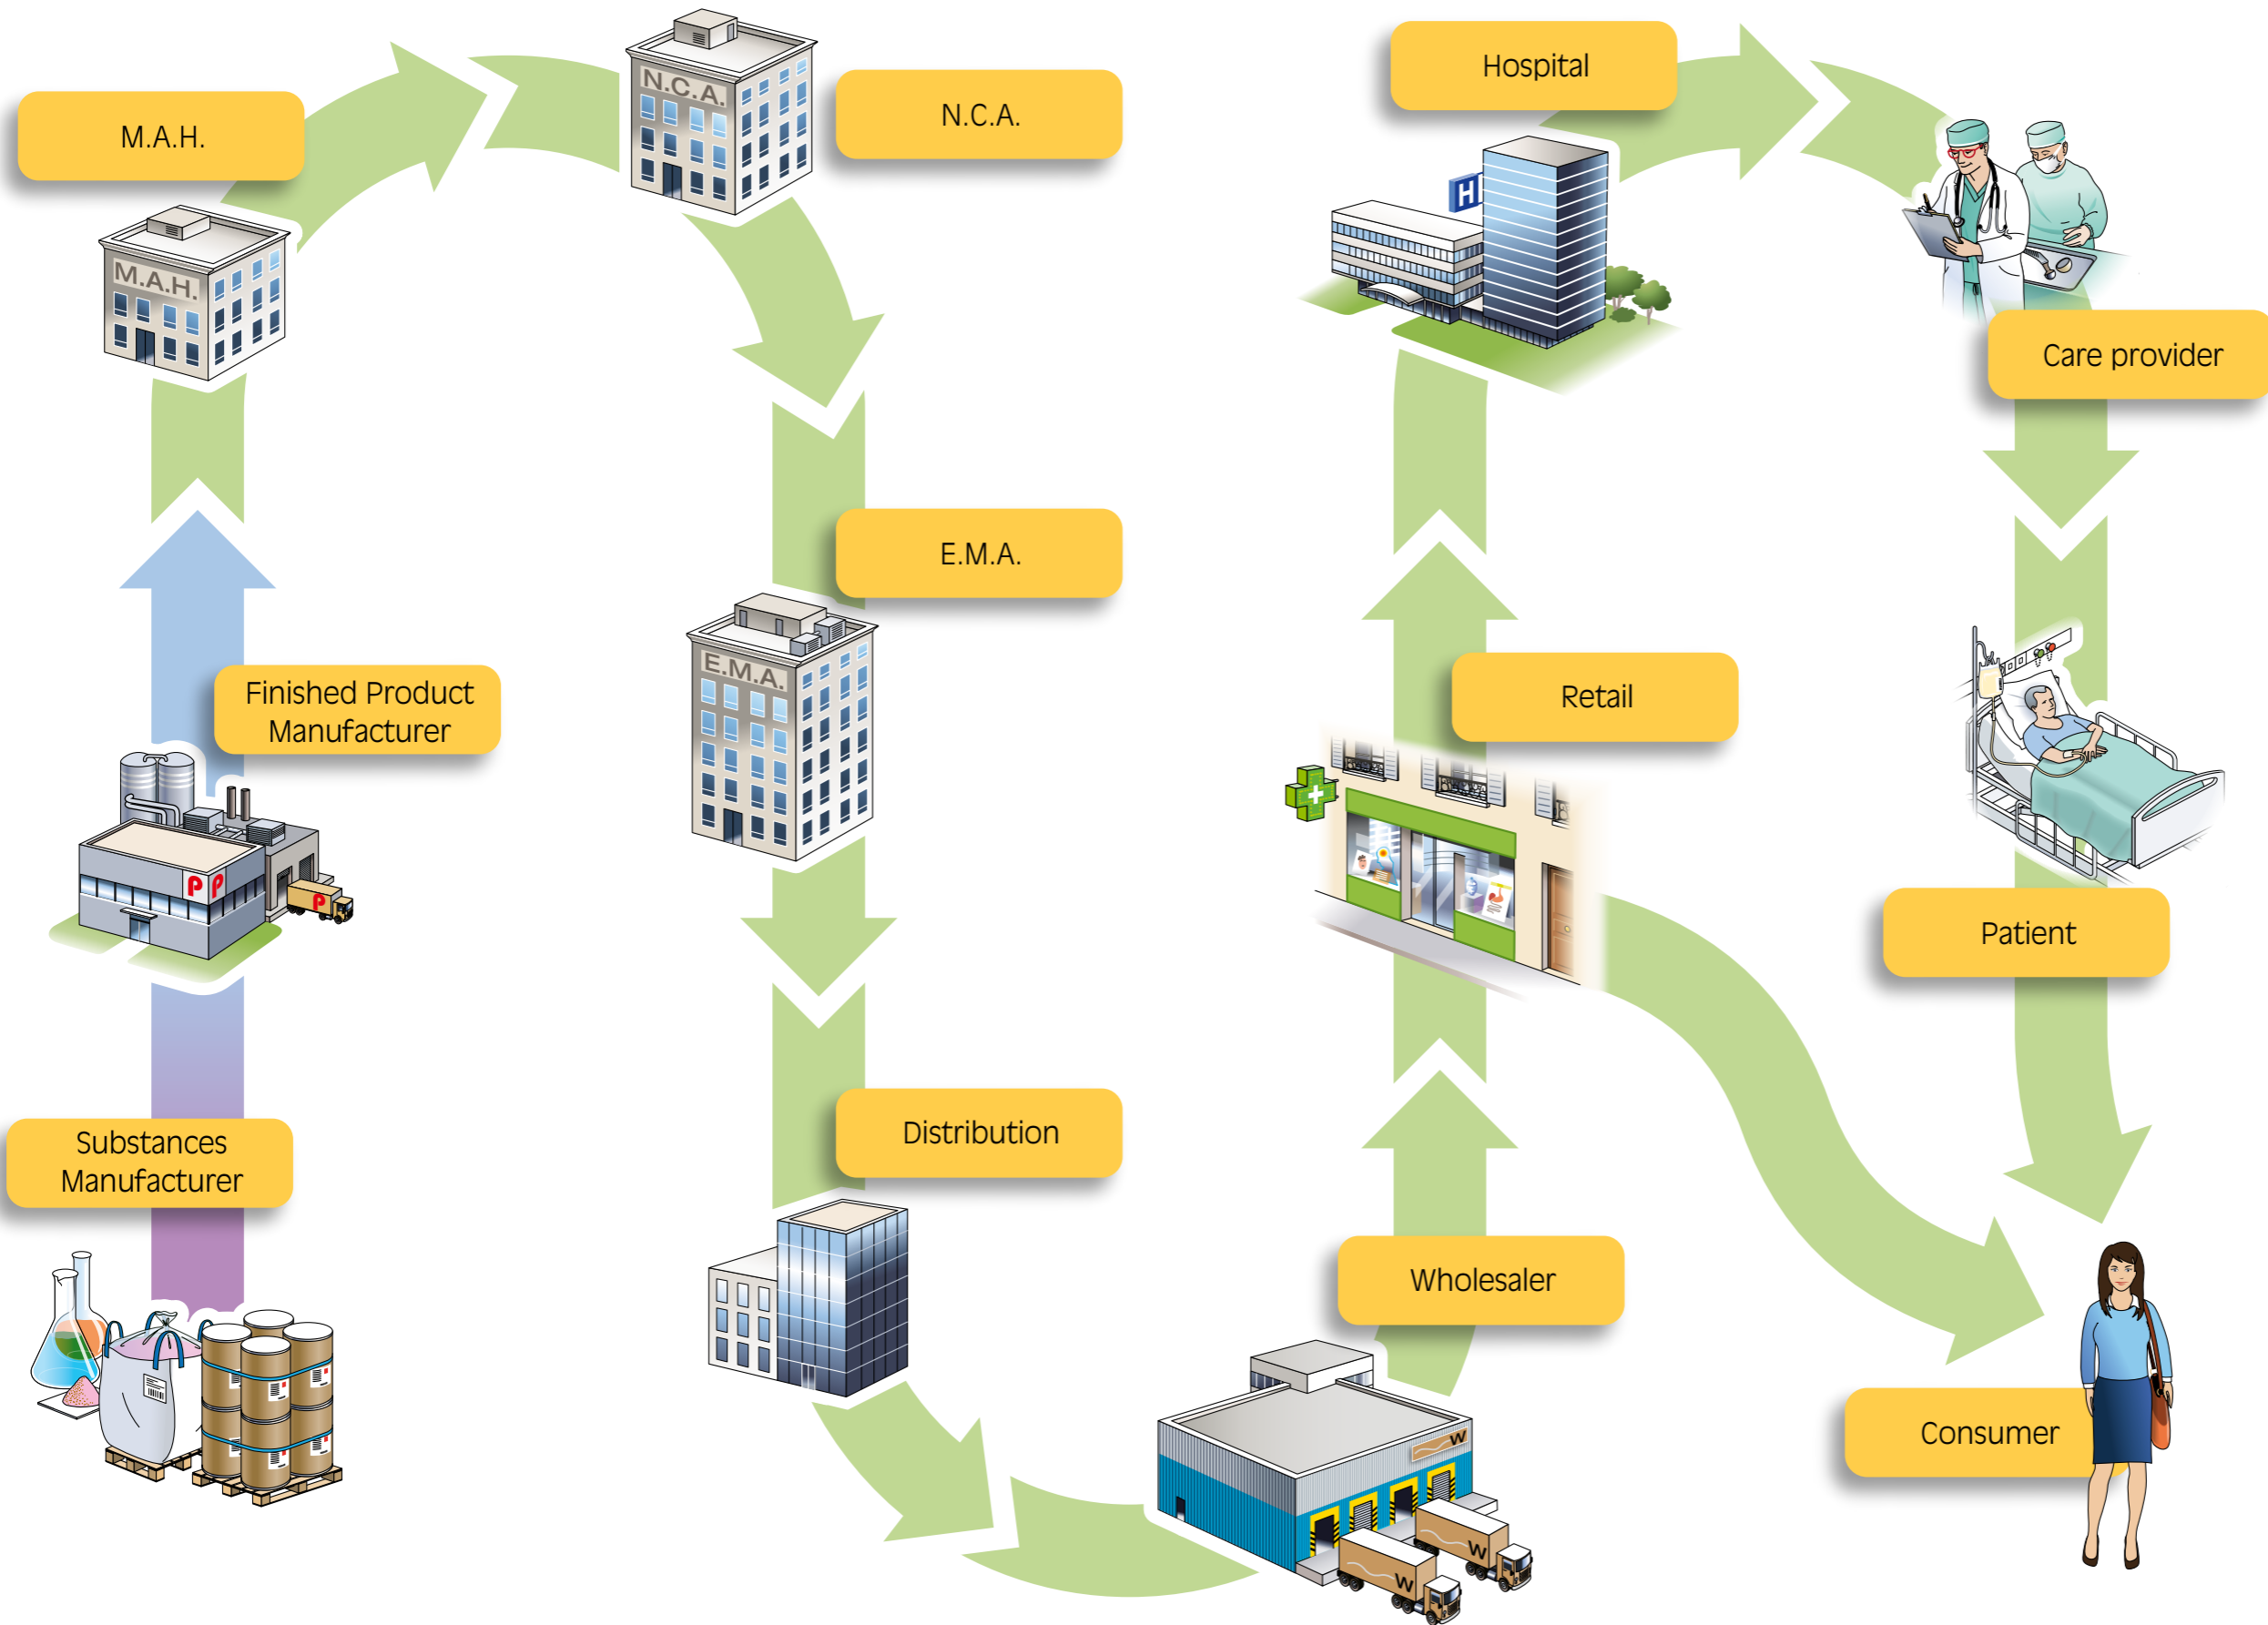 M.A.H.
N.C.A.
N.C.A.
Hospital
H
M.A.H.
Care provider
E.M.A.
E.M.A.
Finished Product
Manufacturer
P P
P
Retail
Patient
Substances
Manufacturer
Distribution
Wholesaler
W
W
W
Consumer